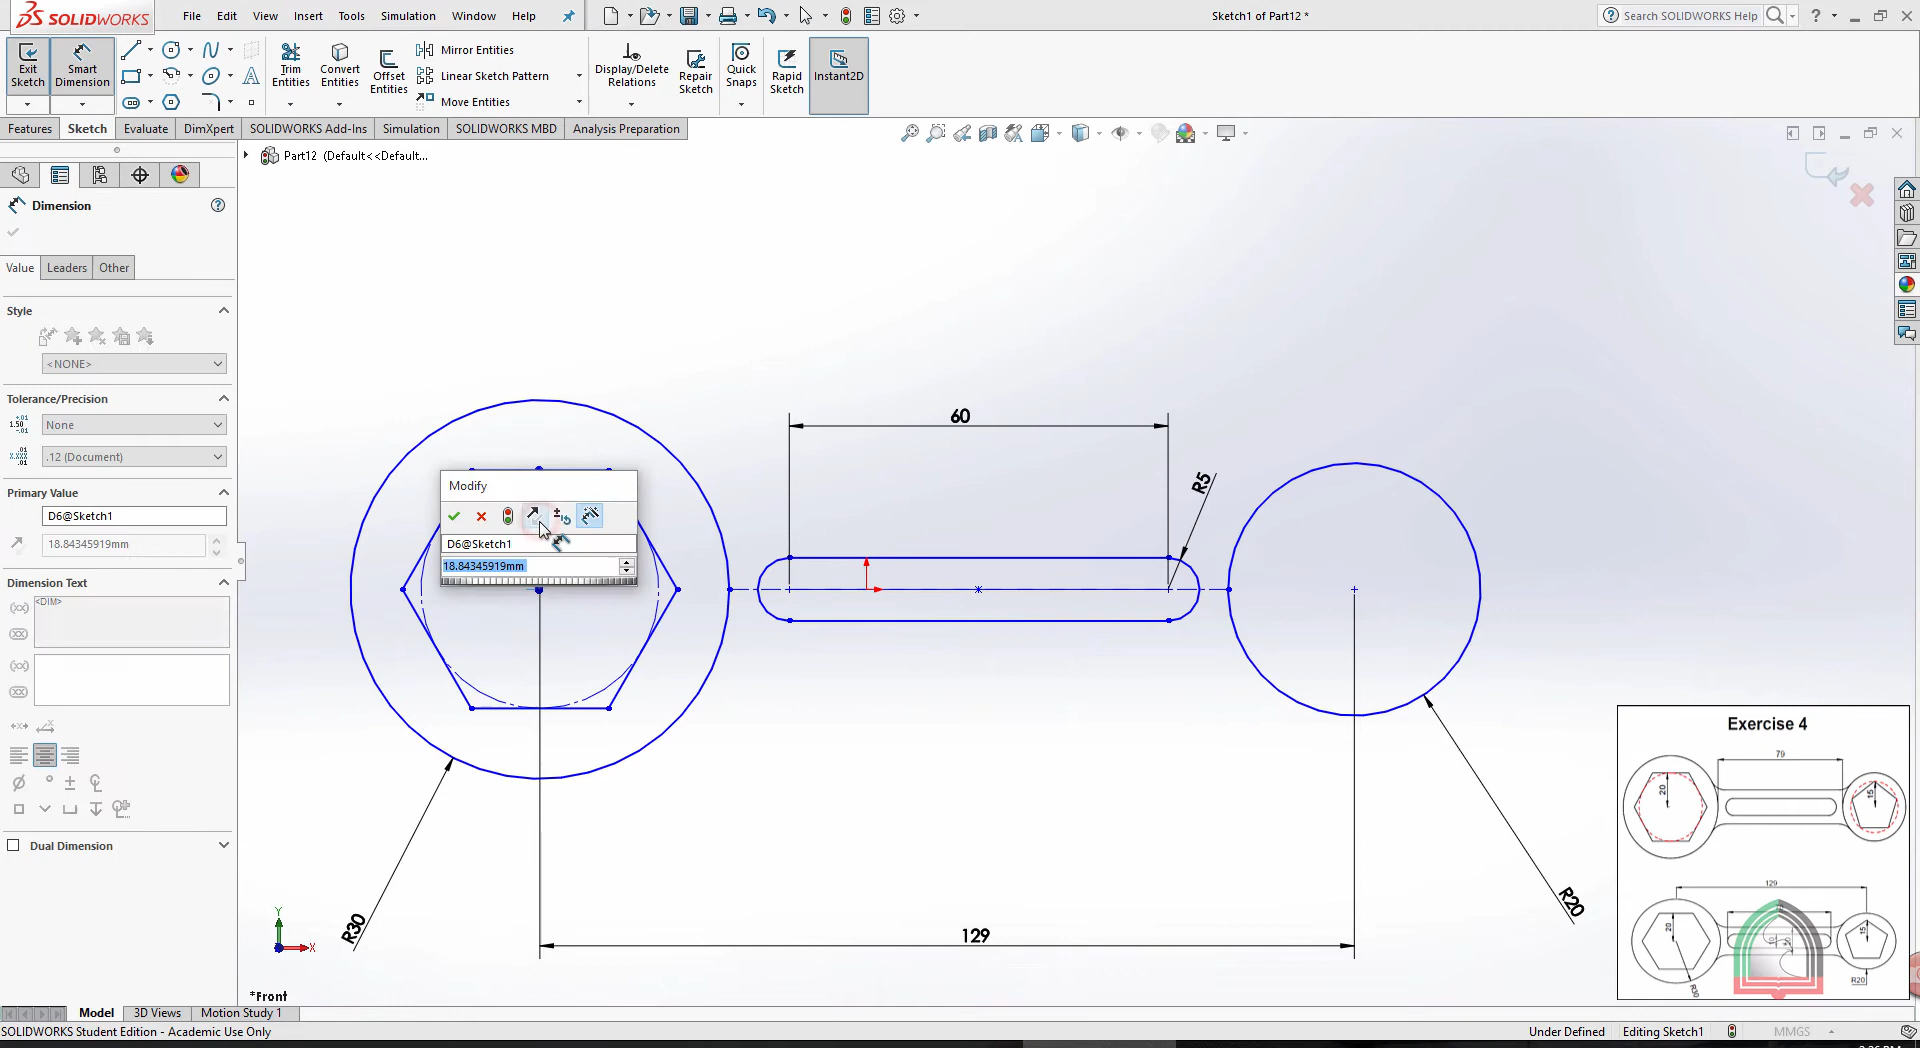 SOLIDWORKS
File Edit View Insert Tools Simulation Window Help
Sketch1 of Part12 *
Search SOLIDWORKS Help
Exit Sketch
Smart Dimension
Trim Entities
Convert Entities
Offset Entities
Mirror Entities
Linear Sketch Pattern
Move Entities
Display/Delete Relations
Repair Sketch
Quick Snaps
Rapid Sketch
Instant2D
Features Sketch Evaluate DimXpert SOLIDWORKS Add-Ins Simulation SOLIDWORKS MBD Analysis Preparation
Part12 (Default<<Default...
Dimension
Value Leaders Other
Style
<NONE>
Tolerance/Precision
None
.12 (Document)
Primary Value
D6@Sketch1
18.84345919mm
Dimension Text
<DIM>
Dual Dimension
Modify
D6@Sketch1
18.84345919mm
60
R5
R30
129
R20
Y
X
*Front
Exercise 4
79
20
15
129
20
15
R30
R20
Model 3D Views Motion Study 1
SOLIDWORKS Student Edition - Academic Use Only
Under Defined Editing Sketch1 MMGS